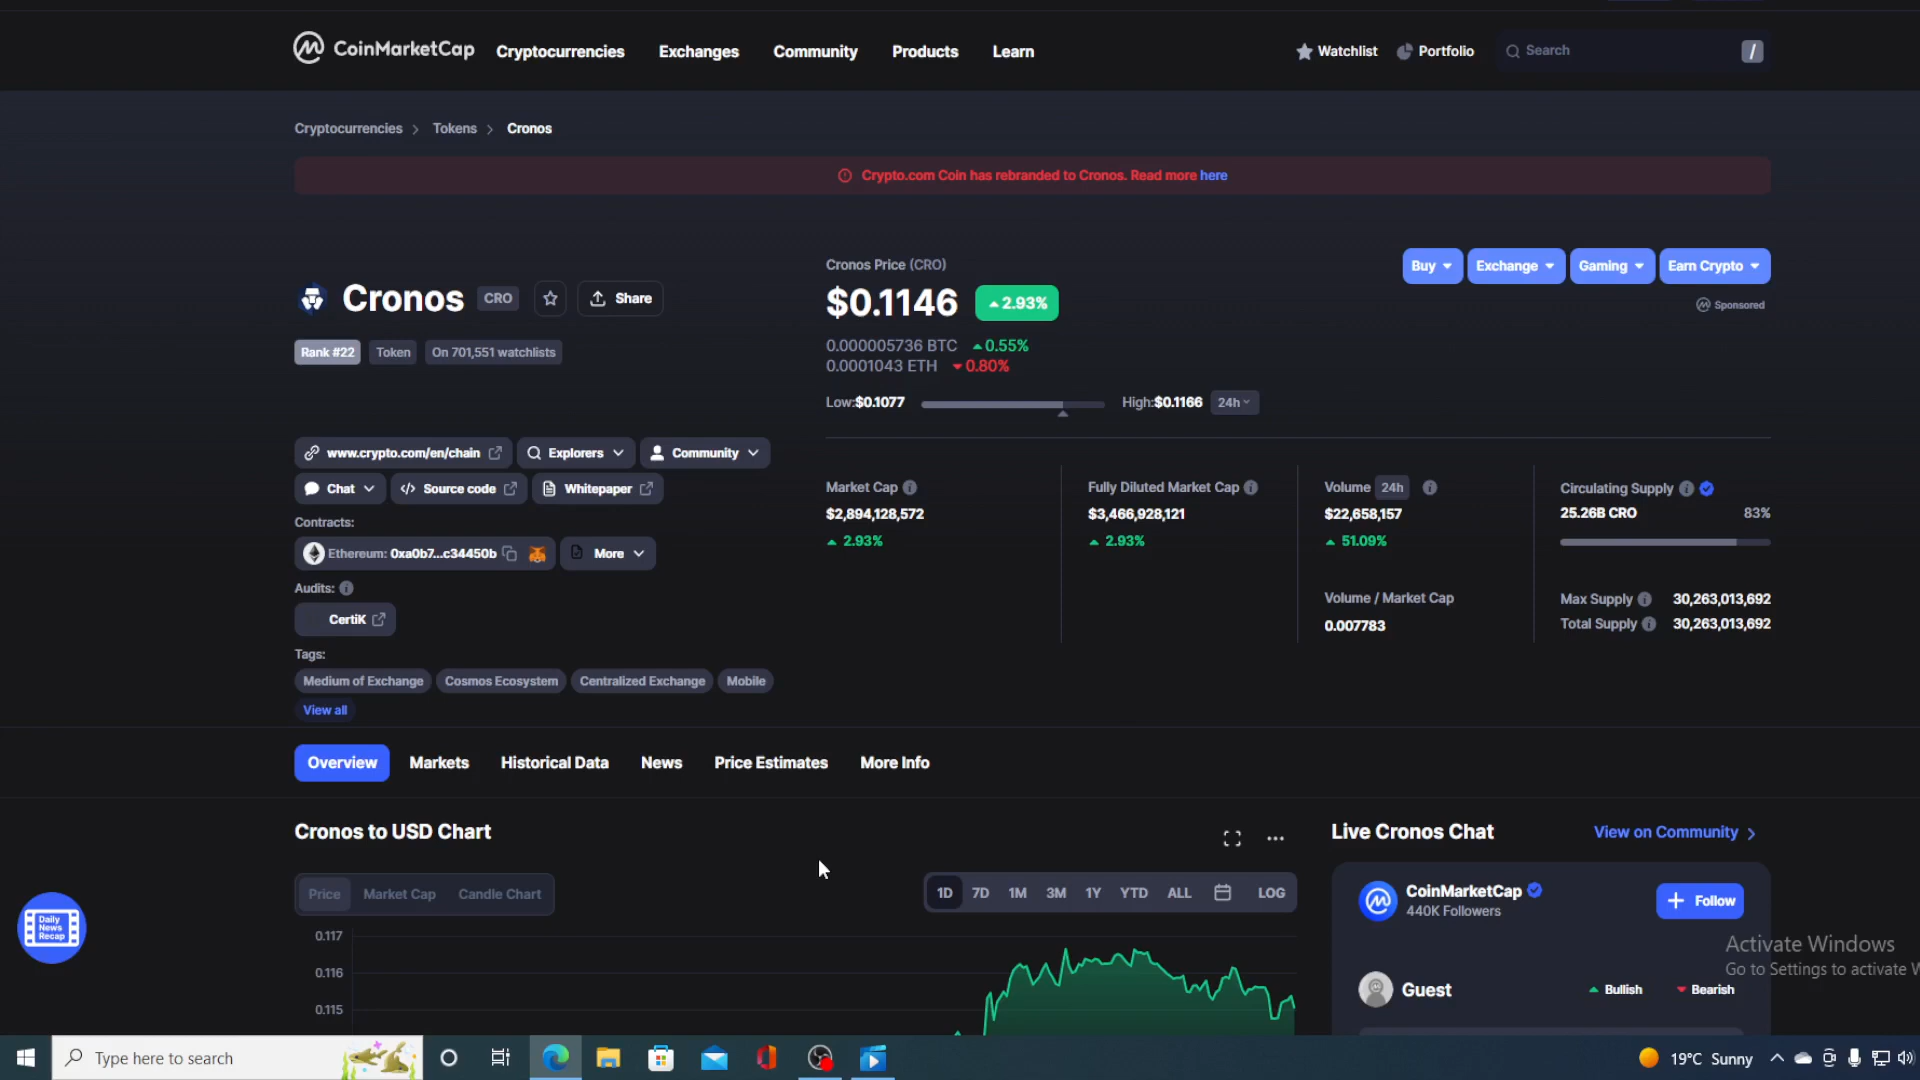 CoinMarketCap Cryptocurrencies Exchanges Community Products Learn Watchlist Portfolio Search /
Cryptocurrencies > Tokens > Cronos
Crypto.com Coin has rebranded to Cronos. Read more here
Cronos CRO Share
Rank #22 Token On 701,551 watchlists
Cronos Price (CRO)
$0.1146 2.93%
0.000005736 BTC 0.55%
0.0001043 ETH 0.80%
Low:$0.1077 High:$0.1166 24h
Buy Exchange Gaming Earn Crypto
Sponsored
www.crypto.com/en/chain Explorers Community
Chat Source code Whitepaper
Contracts:
Ethereum: 0xa0b7...c34450b More
Audits:
CertiK
Tags:
Medium of Exchange Cosmos Ecosystem Centralized Exchange Mobile
View all
Market Cap
$2,894,128,572
2.93%
Fully Diluted Market Cap
$3,466,928,121
2.93%
Volume 24h
$22,658,157
51.09%
Volume / Market Cap
0.007783
Circulating Supply
25.26B CRO 83%
Max Supply 30,263,013,692
Total Supply 30,263,013,692
Overview Markets Historical Data News Price Estimates More Info
Cronos to USD Chart
Price Market Cap Candle Chart 1D 7D 1M 3M 1Y YTD ALL LOG
0.117
0.116
0.115
Live Cronos Chat View on Community >
CoinMarketCap
440K Followers
+ Follow
Guest Bullish Bearish
Daily
News
Recap
Activate Windows
Go to Settings to activate W
Type here to search 19°C Sunny